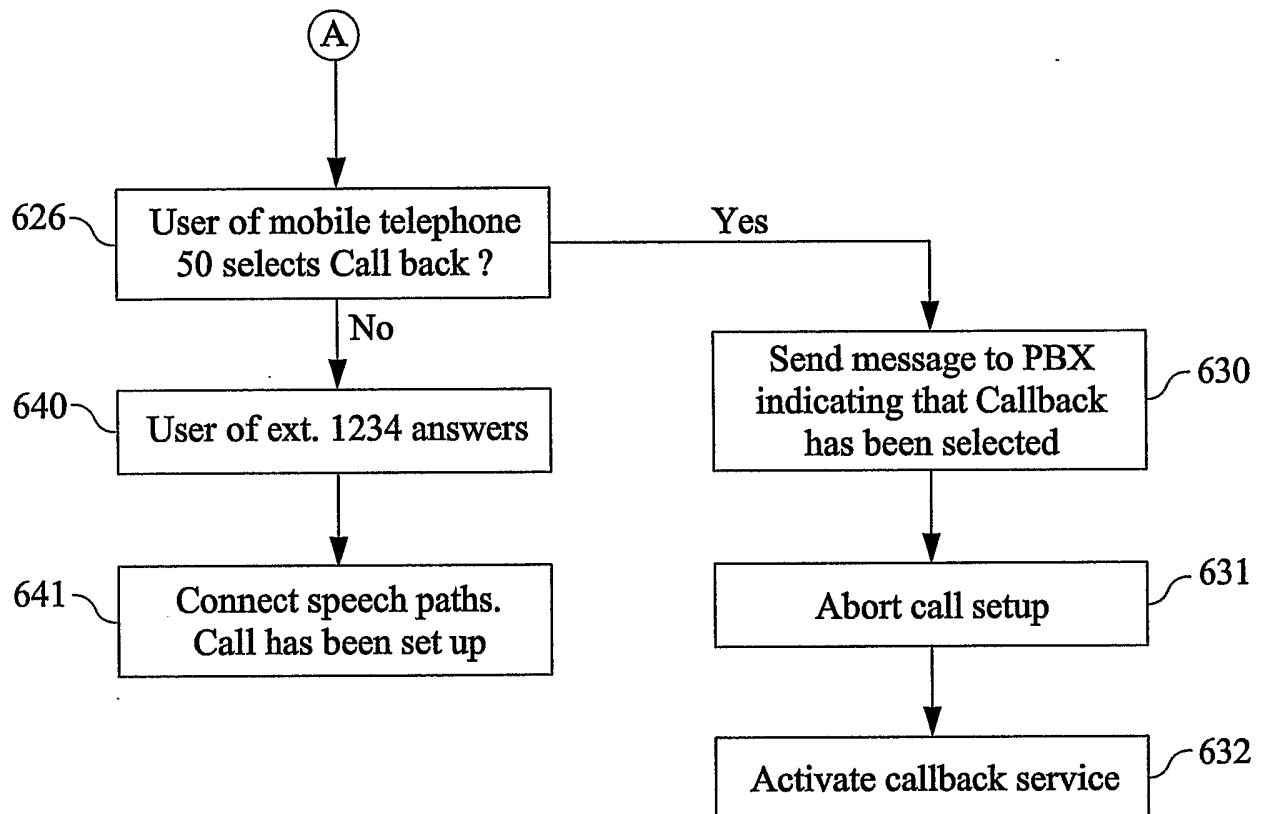 A
626
User of mobile telephone
50 selects Call back ?
Yes
No
Send message to PBX
indicating that Callback
has been selected
630
640
User of ext. 1234 answers
641
Connect speech paths.
Call has been set up
Abort call setup
631
Activate callback service
632